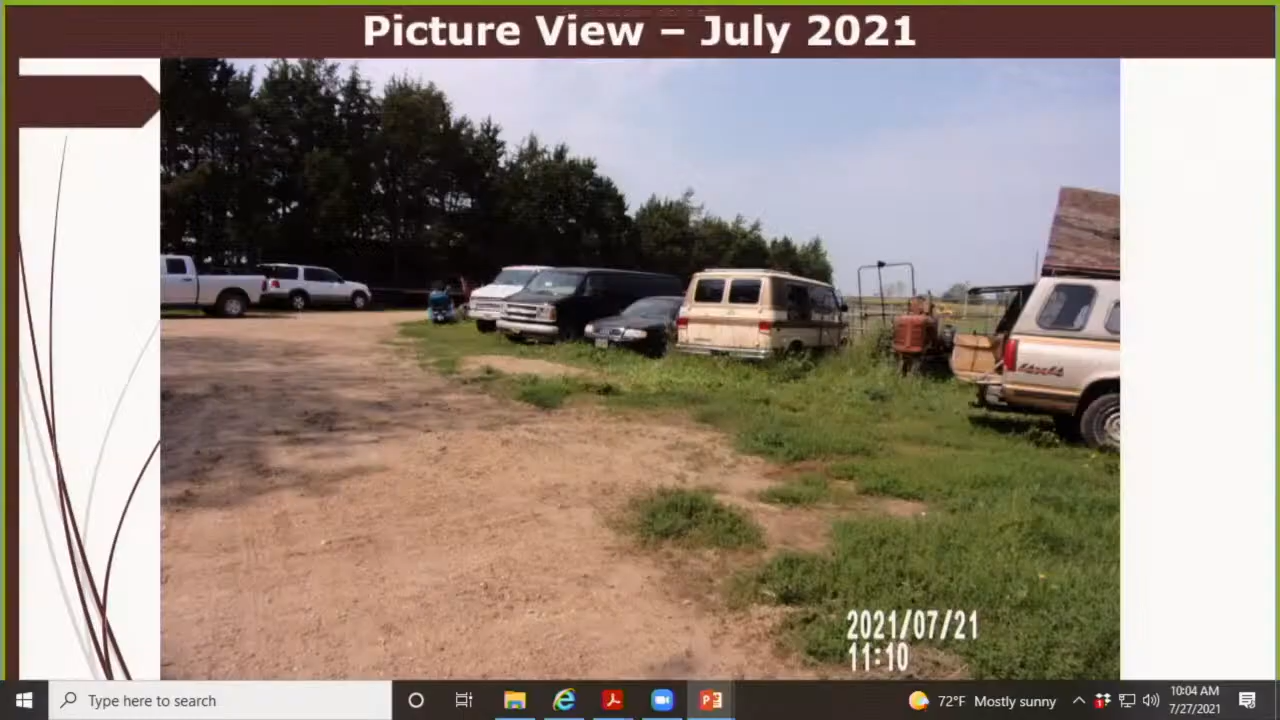 Picture View – July 2021
2021/07/21
11:10
Type here to search
72°F Mostly sunny
10:04 AM
7/27/2021